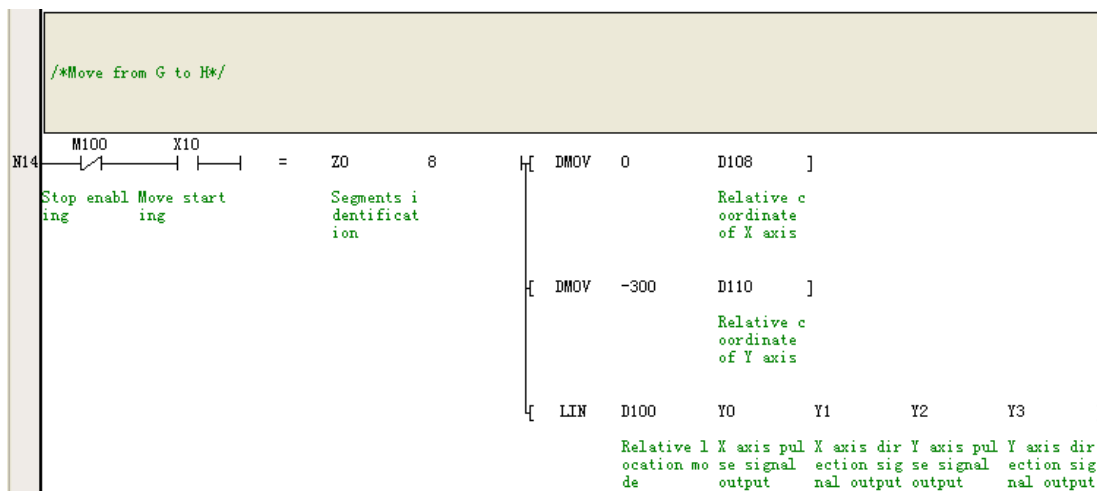 /*Move from G to H*/
M100 X10
N14 = Z0 8 DMOV 0 D108 ]
Stop enabl Move start Segments i Relative c
ing ing dentificat oordinate
ion of X axis
DMOV -300 D110 ]
Relative c
oordinate
of Y axis
LIN D100 Y0 Y1 Y2 Y3
Relative l X axis pul X axis dir Y axis pul Y axis dir
ocation mo se signal ection sig se signal ection sig
de output nal output output nal output